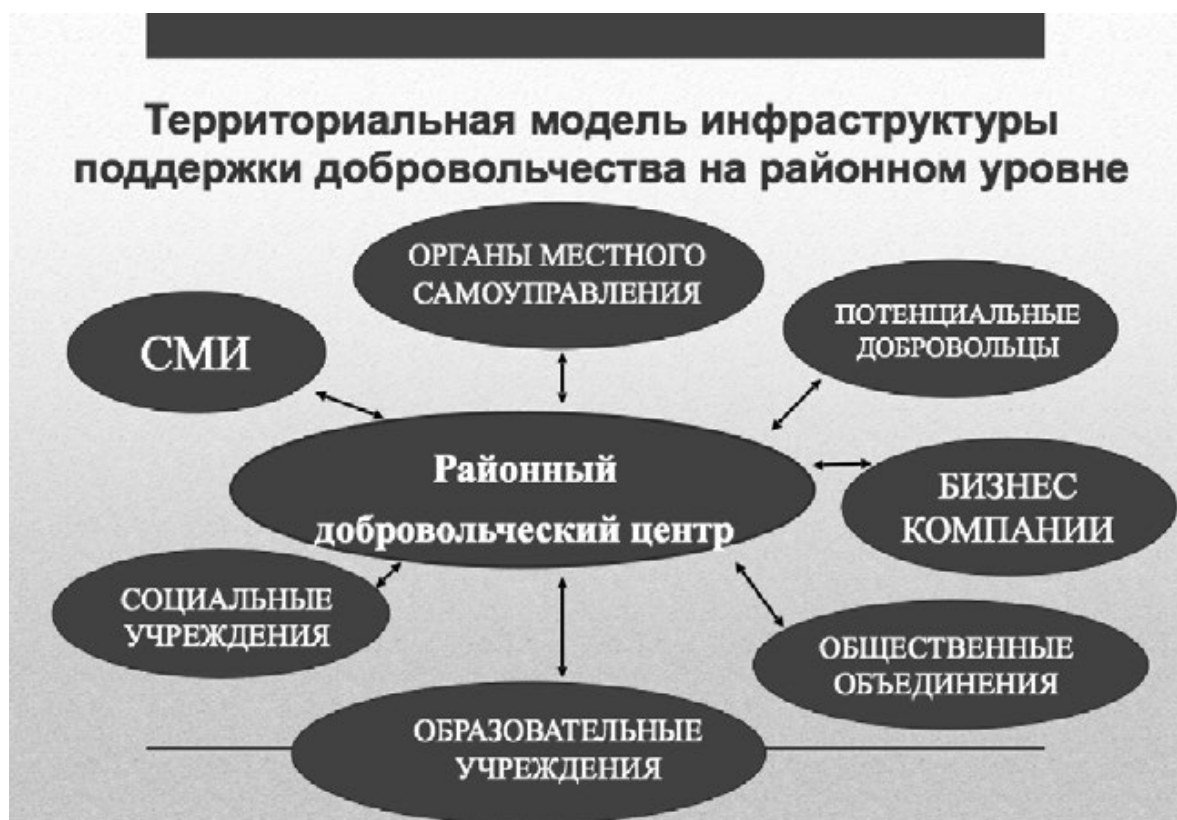 Территориальная модель инфраструктуры
поддержки добровольчества на районном уровне
ОРГАНЫ МЕСТНОГО
САМОУПРАВЛЕНИЯ
ПОТЕНЦИАЛЬНЫЕ
ДОБРОВОЛЬЦЫ
СМИ
Районный
добровольческий центр
БИЗНЕС
КОМПАНИИ
СОЦИАЛЬНЫЕ
УЧРЕЖДЕНИЯ
ОБЩЕСТВЕННЫЕ
ОБЪЕДИНЕНИЯ
ОБРАЗОВАТЕЛЬНЫЕ
УЧРЕЖДЕНИЯ